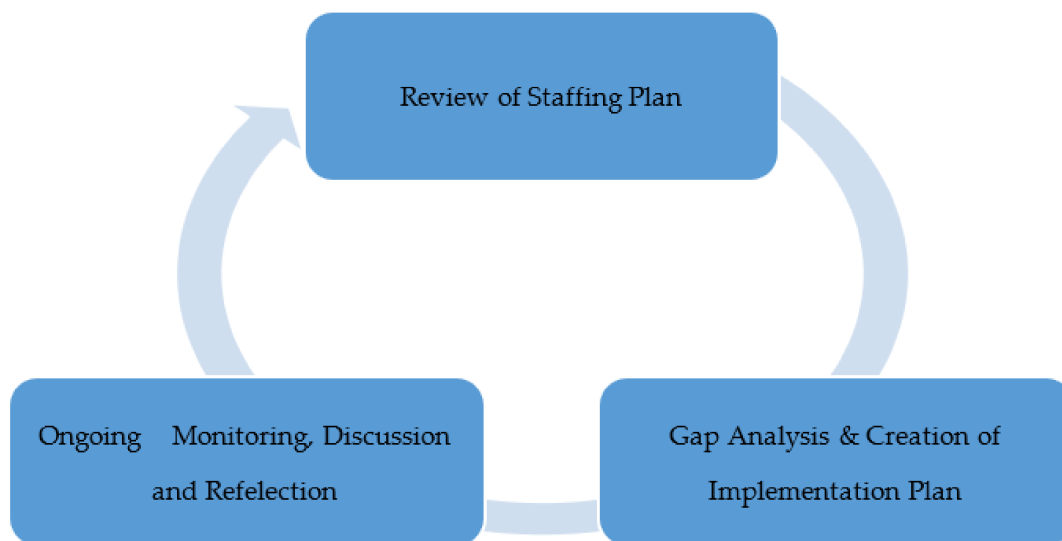 Review of Staffing Plan
Gap Analysis & Creation of
Implementation Plan
Ongoing Monitoring, Discussion
and Refelection